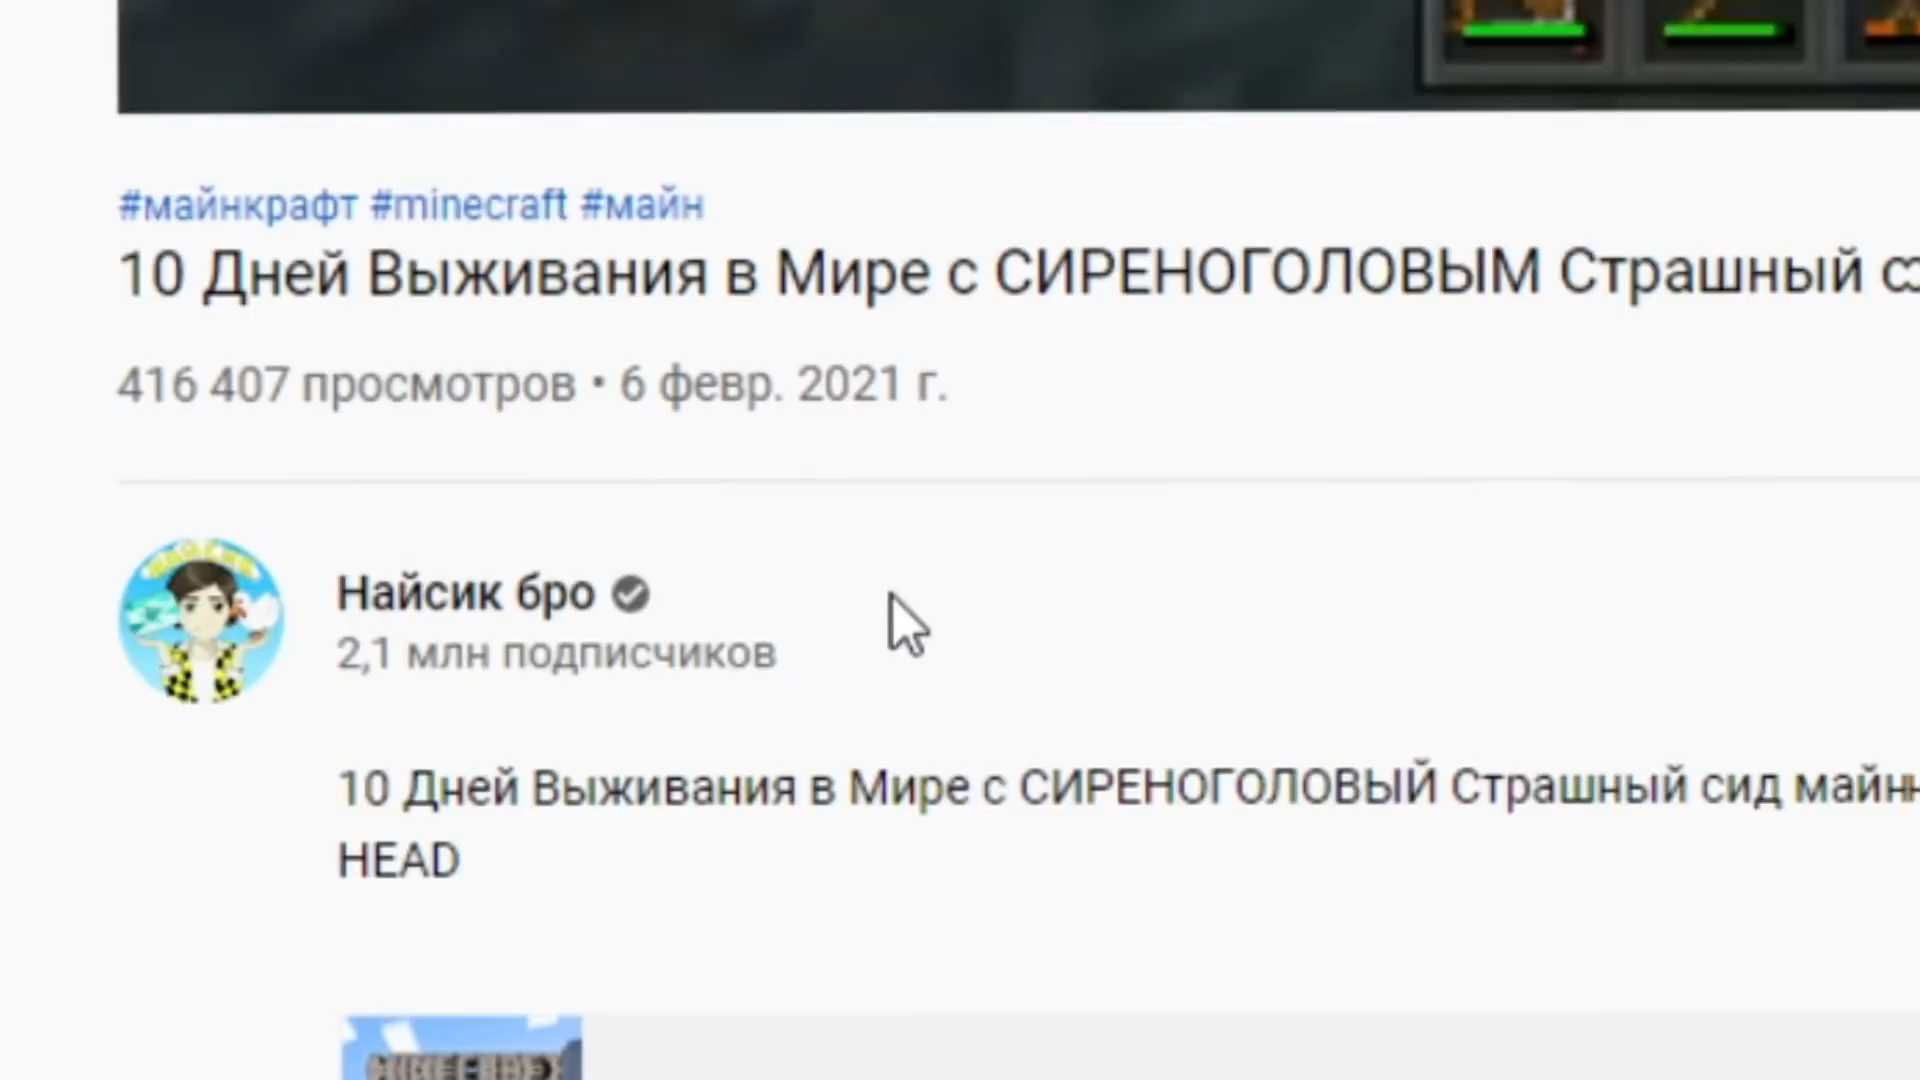 #майнкрафт #minecraft #майн
10 Дней Выживания в Мире с СИРЕНОГОЛОВЫМ Страшный
416 407 просмотров • 6 февр. 2021 г.
Найсик бро
2,1 млн подписчиков
10 Дней Выживания в Мире с СИРЕНОГОЛОВЫЙ Страшный сид
HEAD